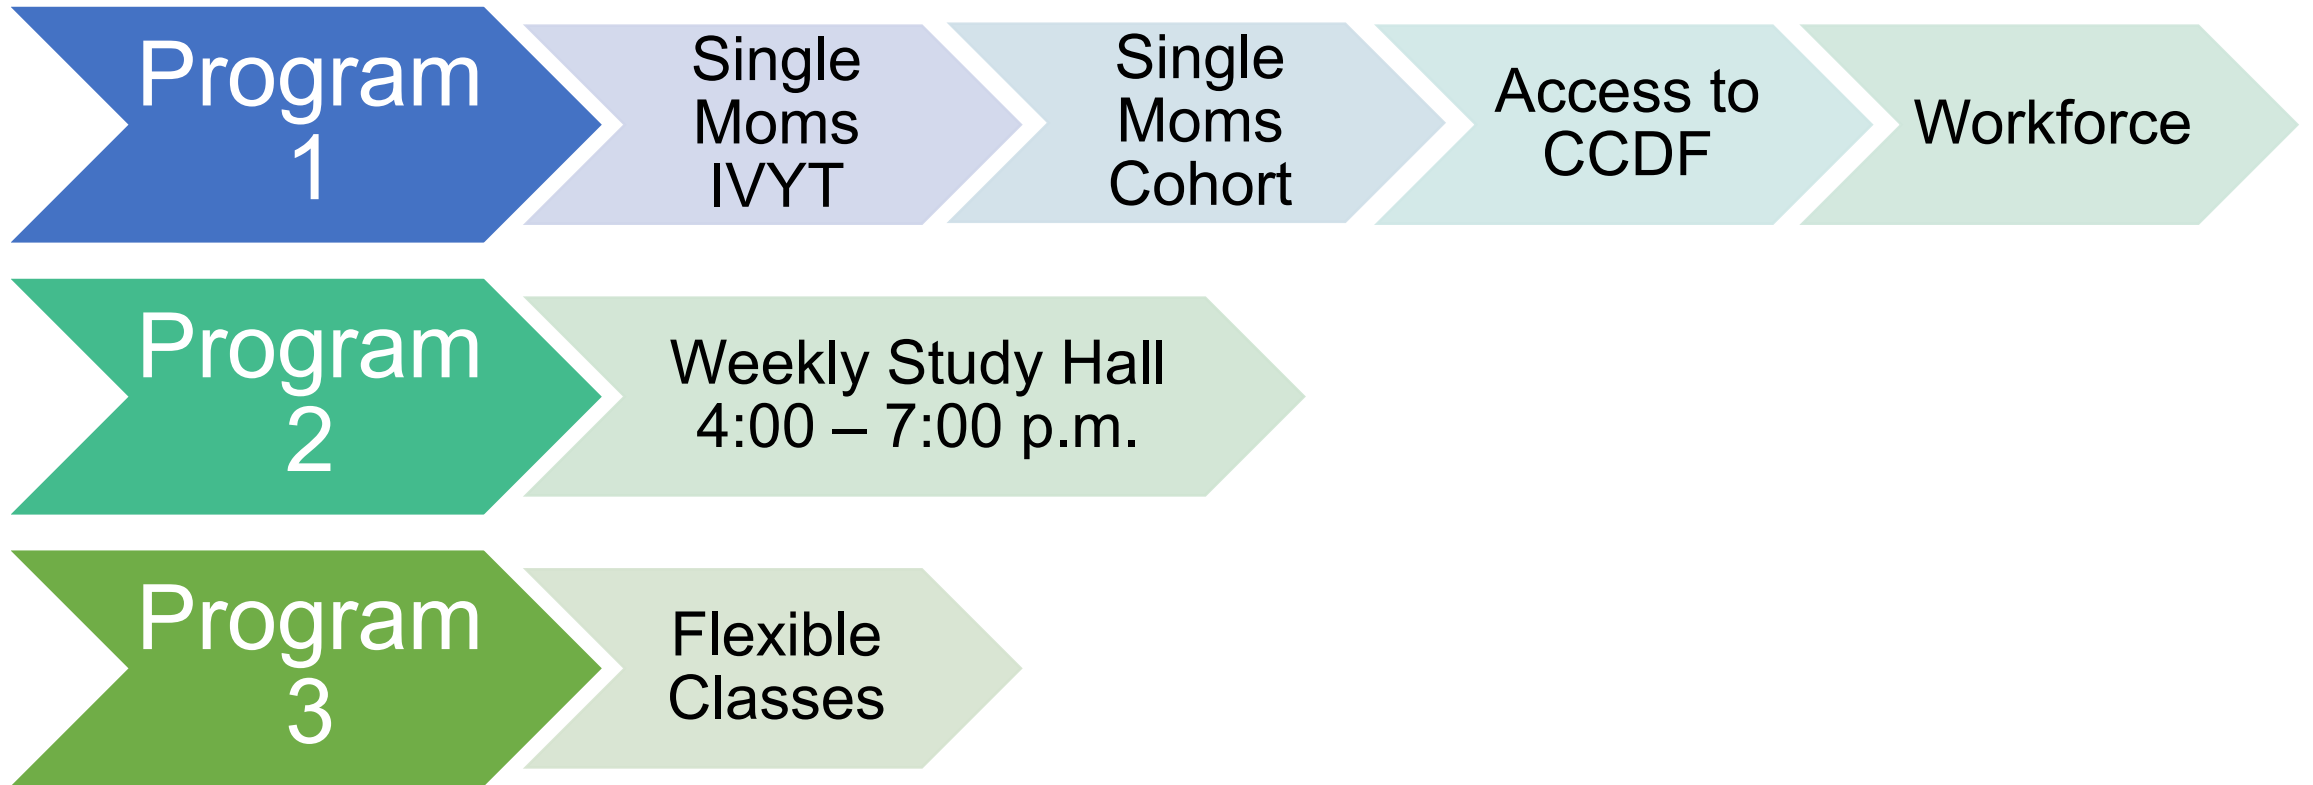 Program
1
Single
Moms
IVYT
Single
Moms
Cohort
Access to
CCDF
Workforce
Program
2
Weekly Study Hall
4:00 – 7:00 p.m.
Program
3
Flexible
Classes